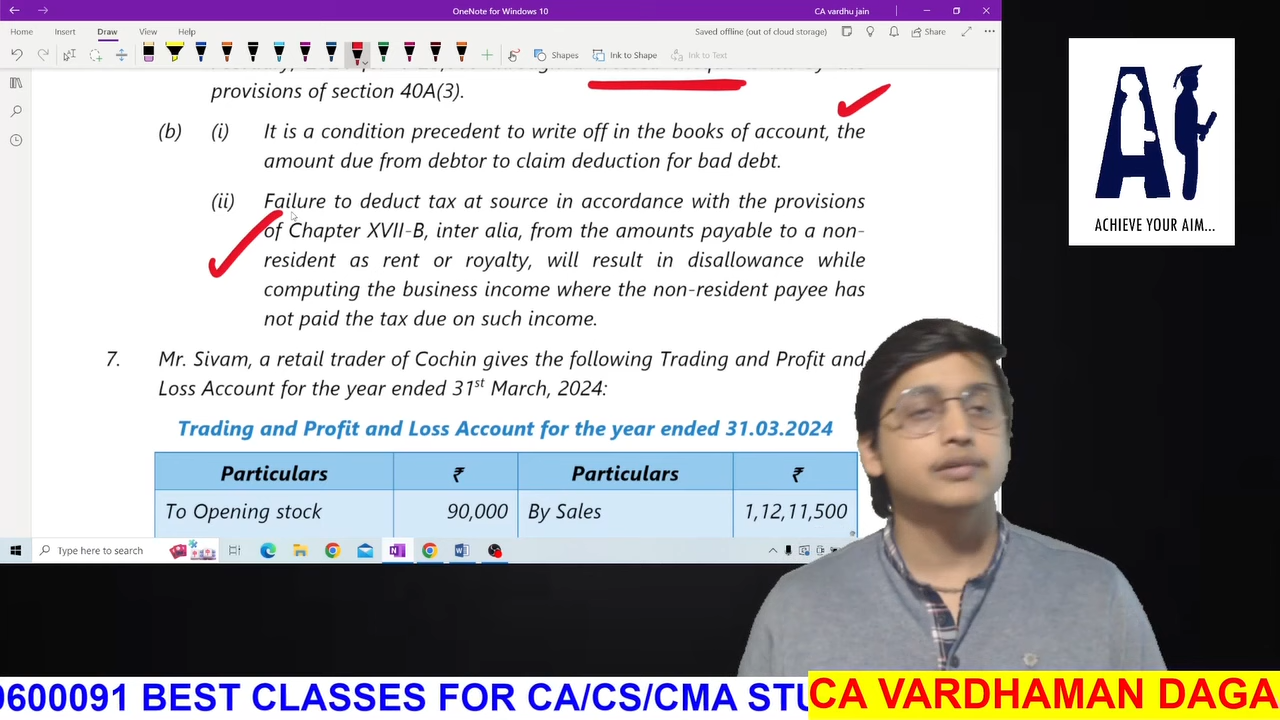 OneNote for Windows 10
CA vardhu jain
Home Insert Draw View Help
Saved offline (out of cloud storage)
Share
Shapes
Ink to Shape
Ink to Text
provisions of section 40A(3).
(b) (i) It is a condition precedent to write off in the books of account, the
amount due from debtor to claim deduction for bad debt.
(ii) Failure to deduct tax at source in accordance with the provisions
of Chapter XVII-B, inter alia, from the amounts payable to a non-
resident as rent or royalty, will result in disallowance while
computing the business income where the non-resident payee has
not paid the tax due on such income.
7. Mr. Sivam, a retail trader of Cochin gives the following Trading and Profit and
Loss Account for the year ended 31st March, 2024:
Trading and Profit and Loss Account for the year ended 31.03.2024
Particulars ₹ Particulars ₹
To Opening stock 90,000 By Sales 1,12,11,500
Type here to search
ACHIEVE YOUR AIM...
0600091 BEST CLASSES FOR CA/CS/CMA STU
CA VARDHAMAN DAGA